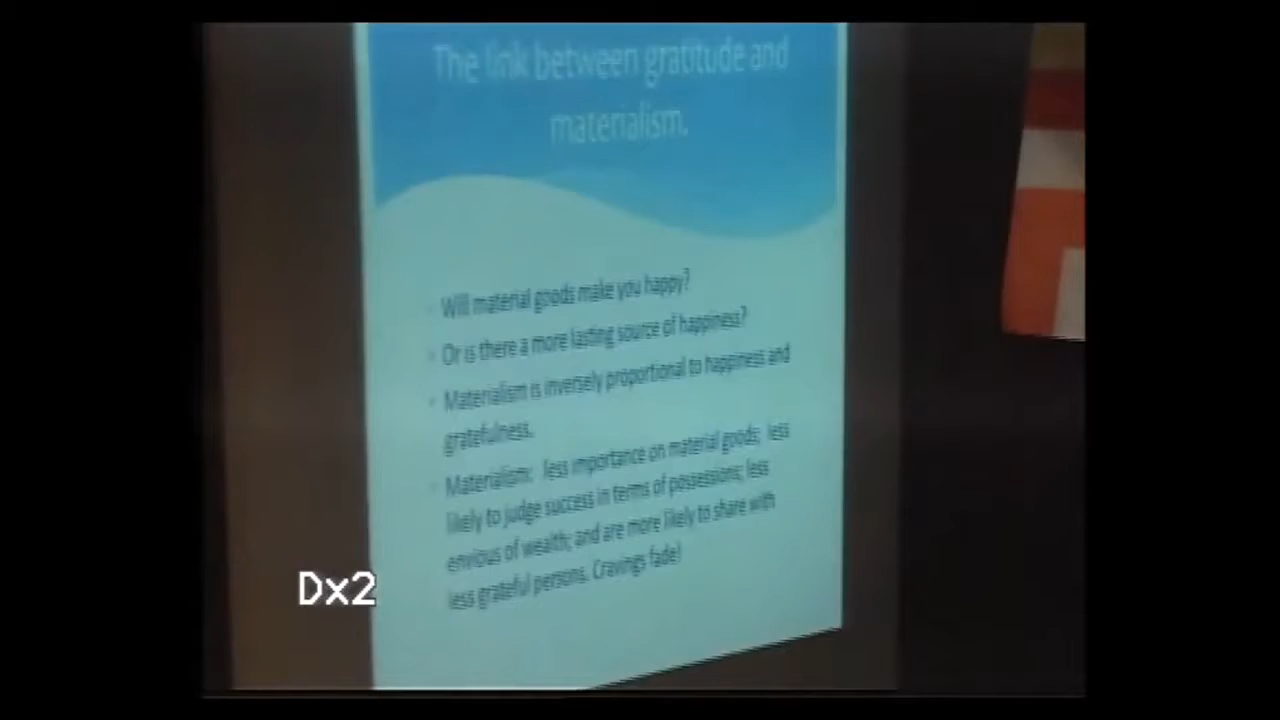 The link between gratitude and
materialism.
Will material goods make you happy?
Or is there a more lasting source of happiness?
Materialism is inversely proportional to happiness and
gratefulness.
Materialism: less importance on material goods; less
likely to judge success in terms of possessions; less
envious of wealth; and are more likely to share with
less grateful persons. Cravings fade!
Dx2